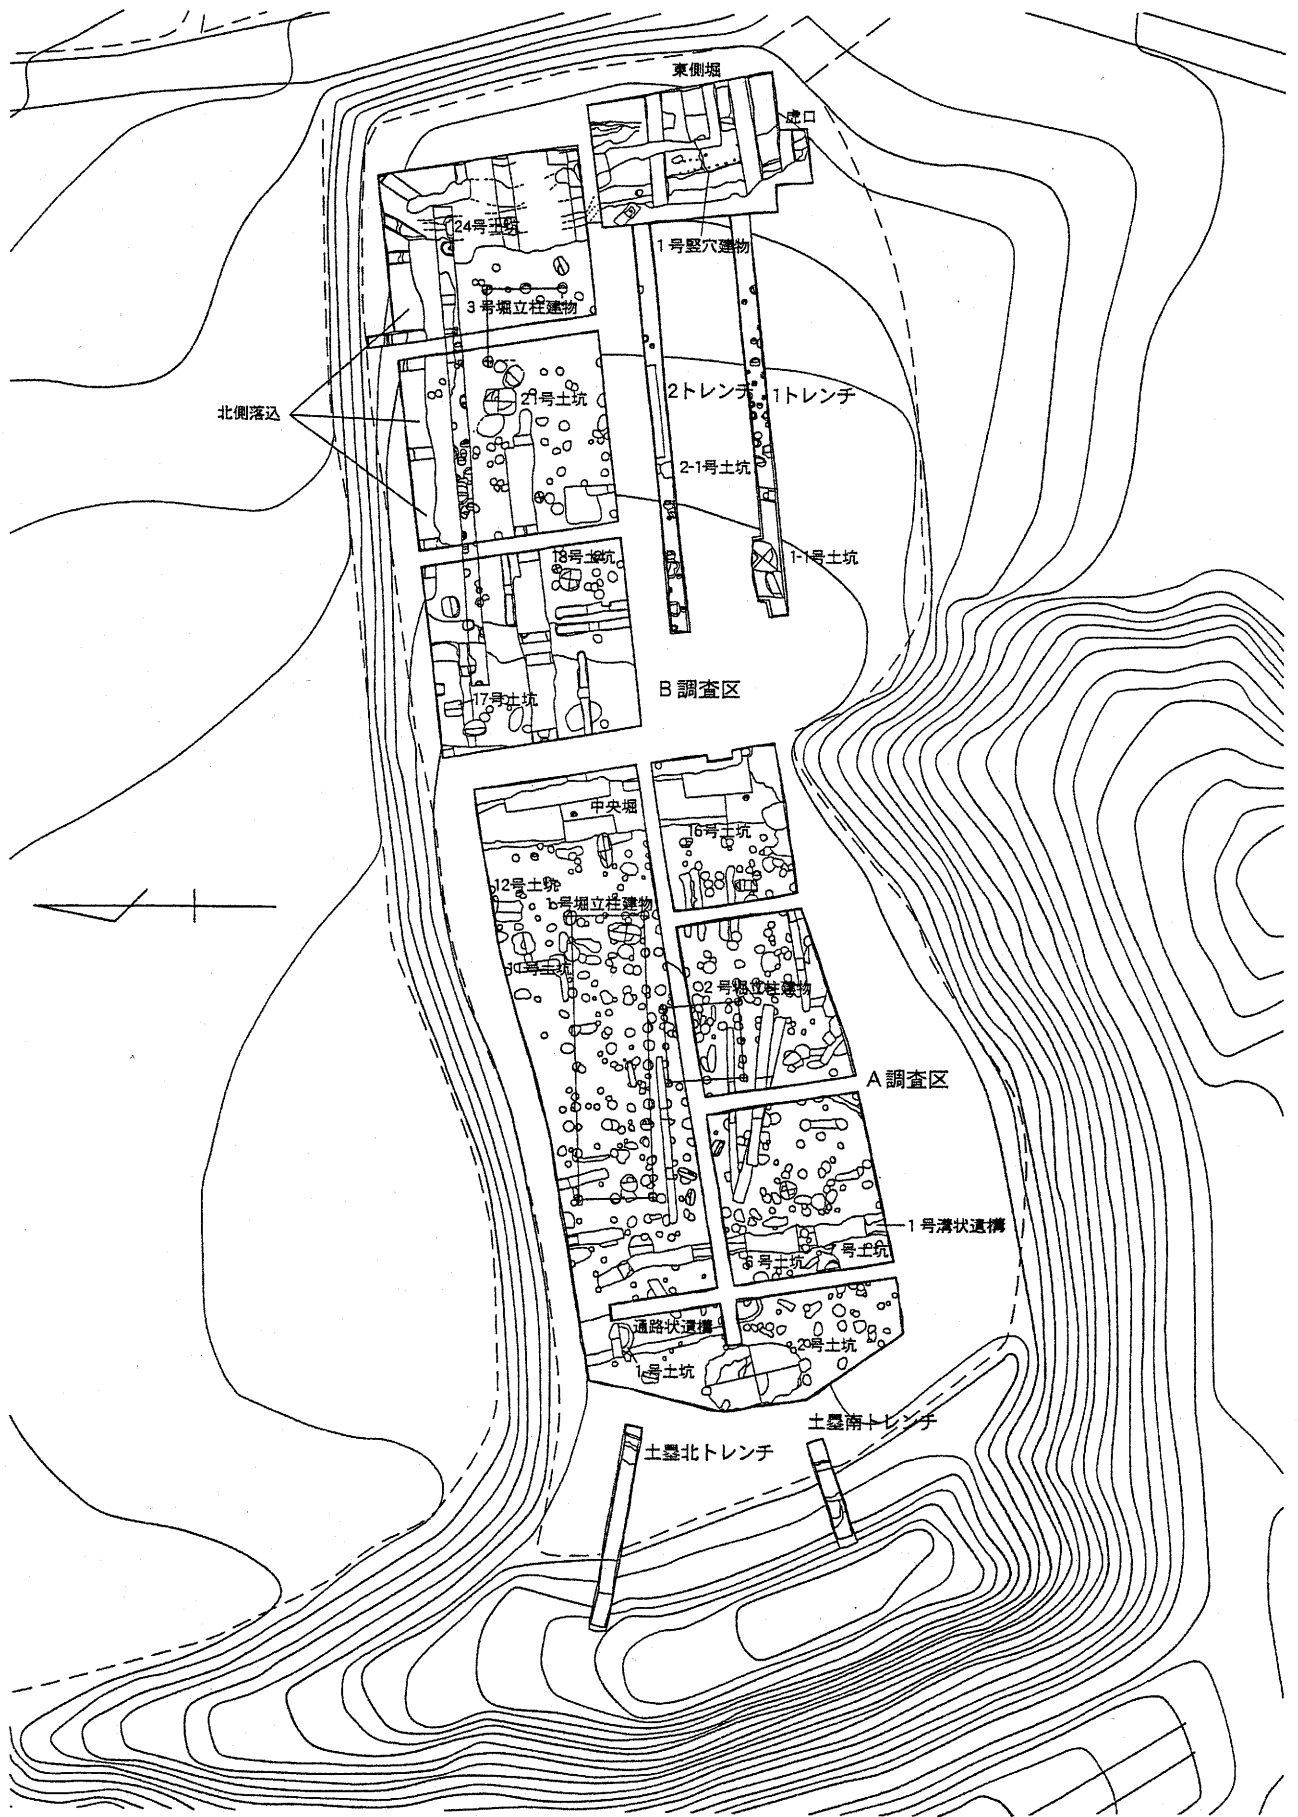 東側堀
虎口
24号土坑
1号竪穴建物
3号堀立柱建物
北側落込
21号土坑
2トレンチ
1トレンチ
2-1号土坑
18号土坑
1-1号土坑
B調査区
17号土坑
中央堀
16号土坑
12号土坑
1号堀立柱建物
11号土坑
2号堀立柱建物
A調査区
1号溝状遺構
6号土坑
7号土坑
通路状遺構
1号土坑
2号土坑
土塁南トレンチ
土塁北トレンチ